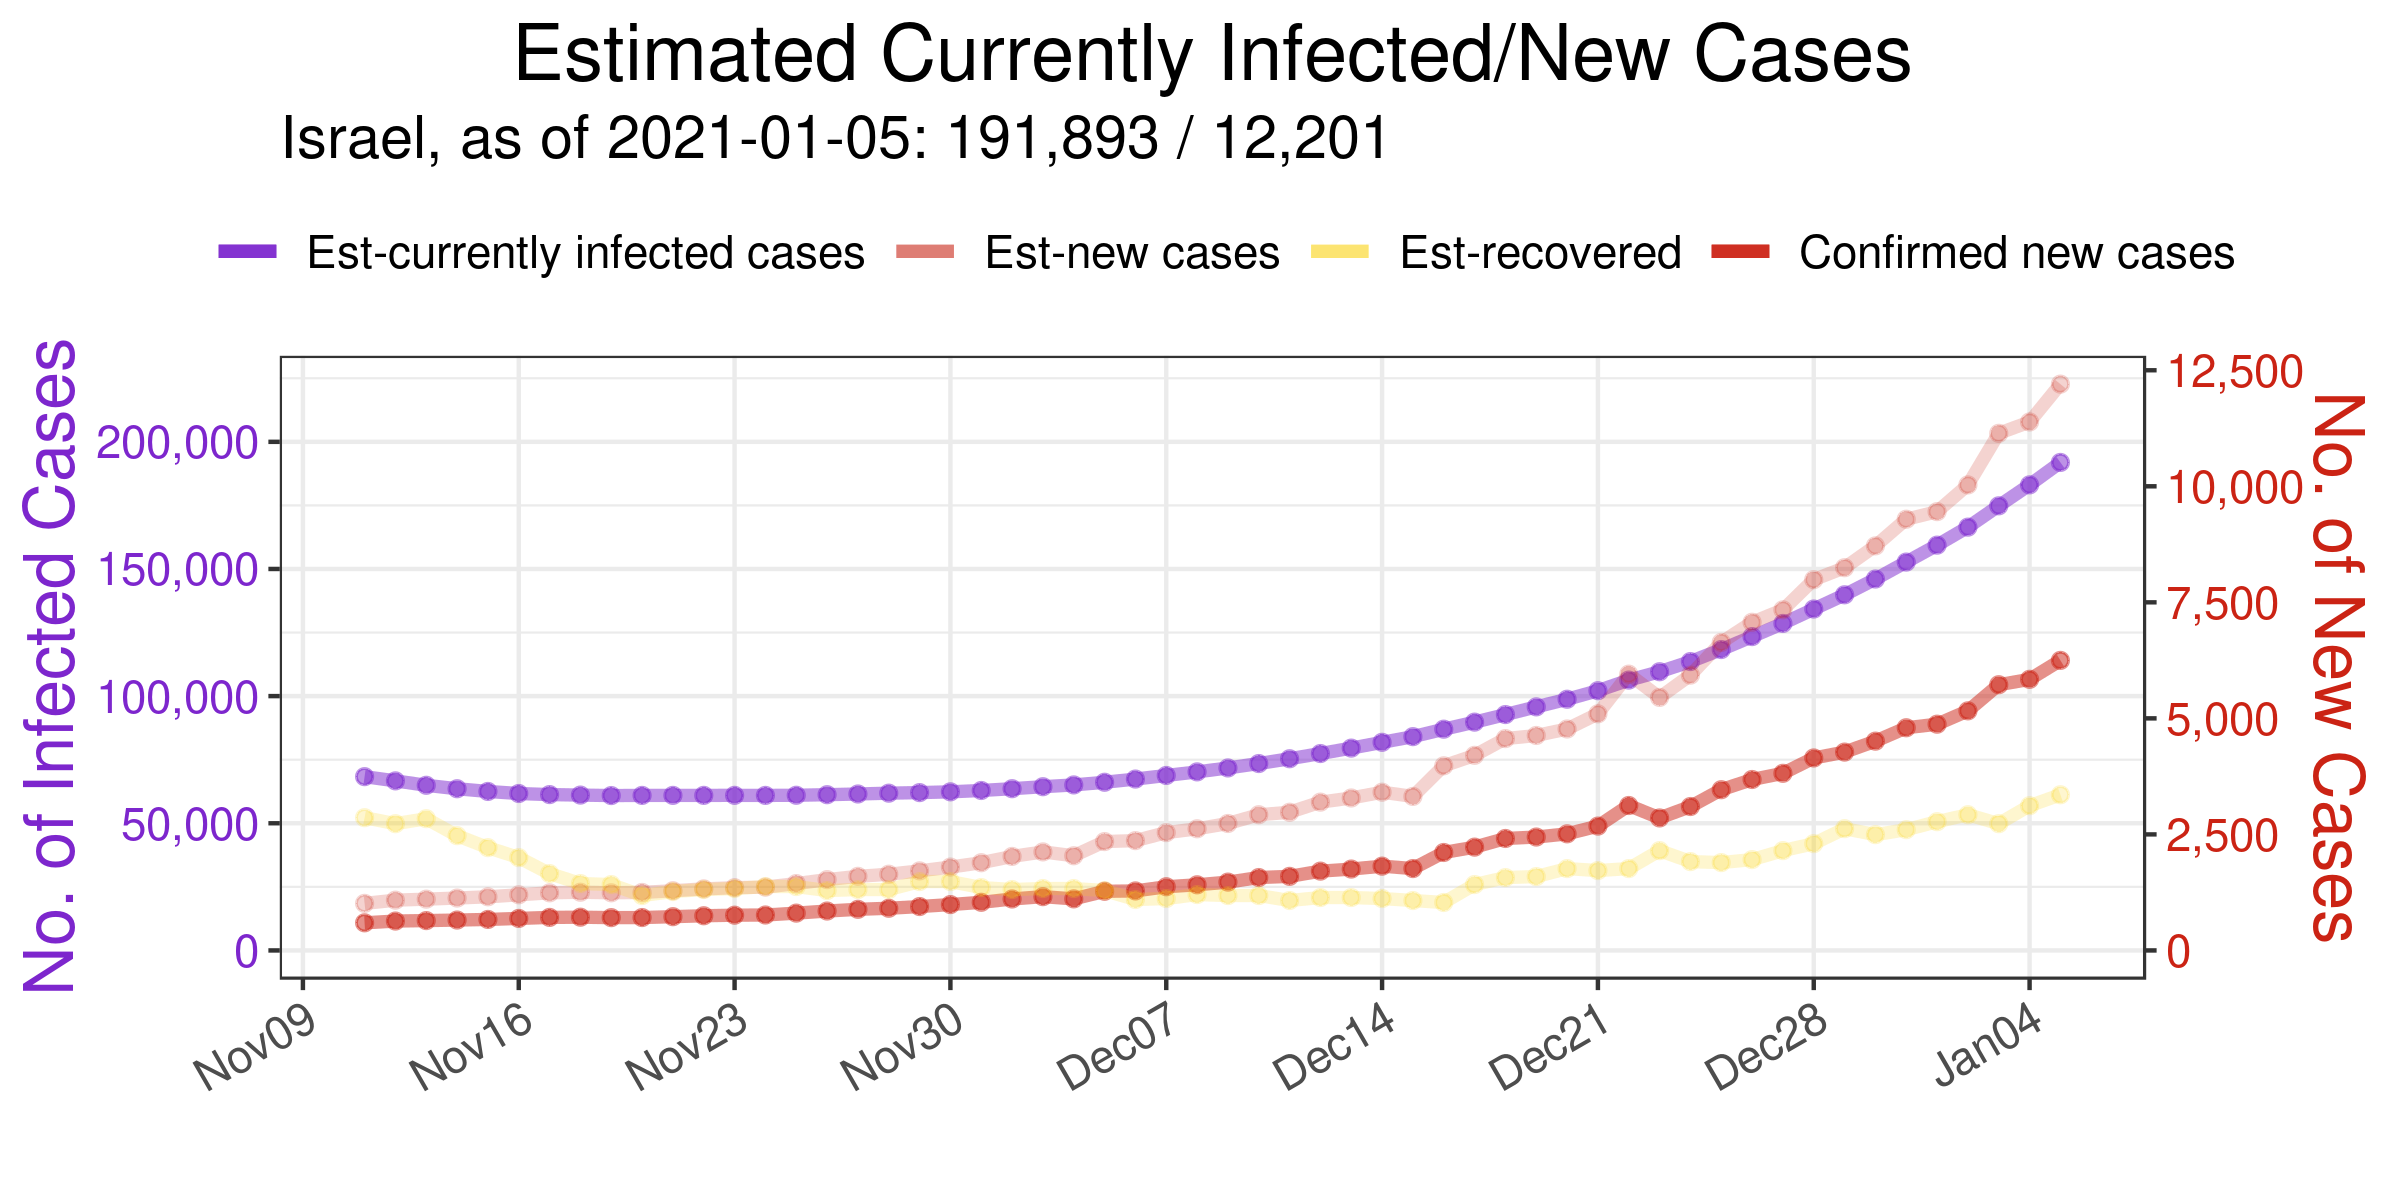 Estimated Currently Infected/New Cases
Israel, as of 2021-01-05: 191,893 / 12,201
Est-currently infected cases Est-new cases Est-recovered Confirmed new cases
No. of Infected Cases
200,000
150,000
100,000
50,000
0
12,500
10,000
7,500
5,000
2,500
0
No. of New Cases
Nov09 Nov16 Nov23 Nov30 Dec07 Dec14 Dec21 Dec28 Jan04